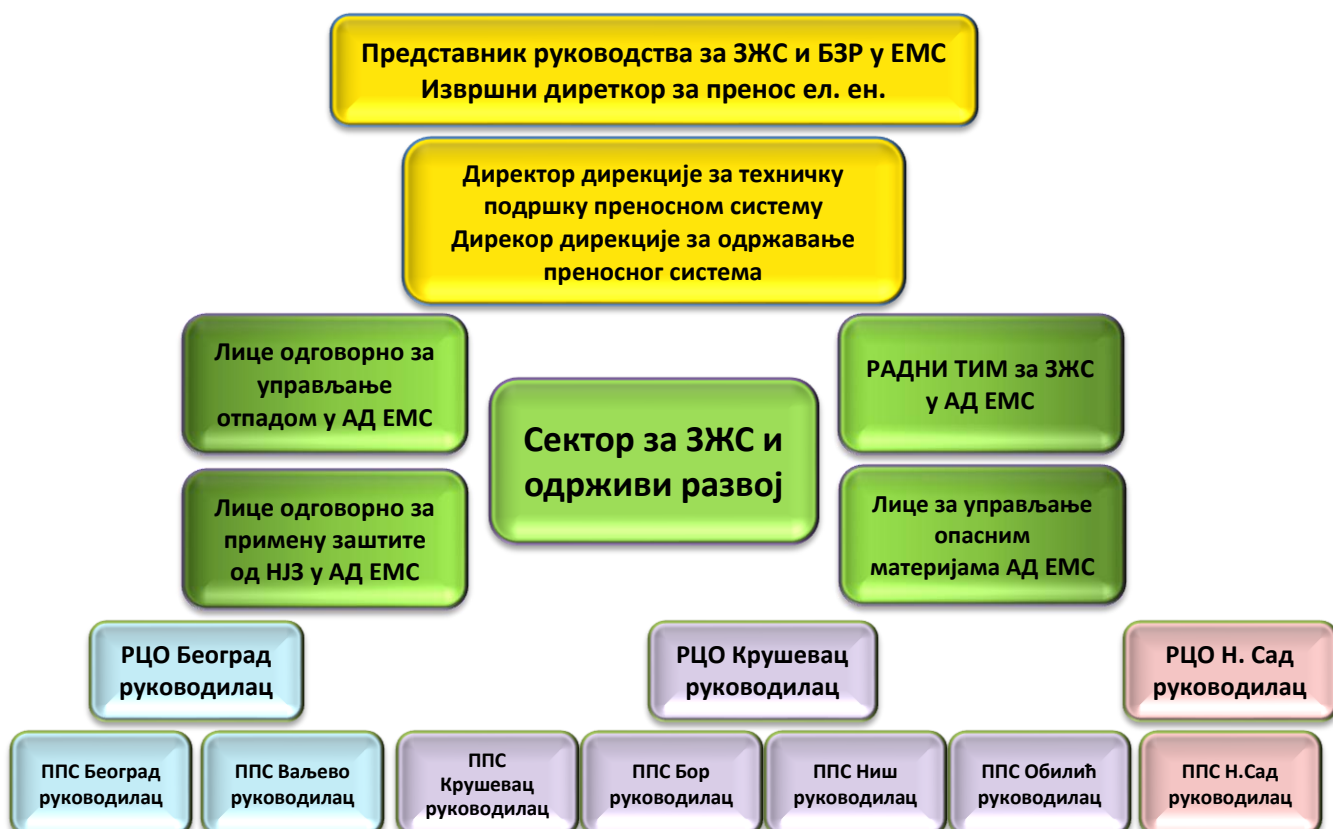 Представник руководства за ЗЖС и БЗР у ЕМС
Извршни диреткор за пренос ел. ен.
Директор дирекције за техничку
подршку преносном систему
Дирекор дирекције за одржавање
преносног система
Лице одговорно за
управљање
отпадом у АД ЕМС
РАДНИ ТИМ за ЗЖС
у АД ЕМС
Сектор за ЗЖС и
одрживи развој
Лице одговорно за
примену заштите
од НЈЗ у АД ЕМС
Лице за управљање
опасним
материјама АД ЕМС
РЦО Београд
руководилац
РЦО Крушевац
руководилац
РЦО Н. Сад
руководилац
ППС Београд
руководилац
ППС Ваљево
руководилац
ППС
Крушевац
руководилац
ППС Бор
руководилац
ППС Ниш
руководилац
ППС Обилић
руководилац
ППС Н.Сад
руководилац